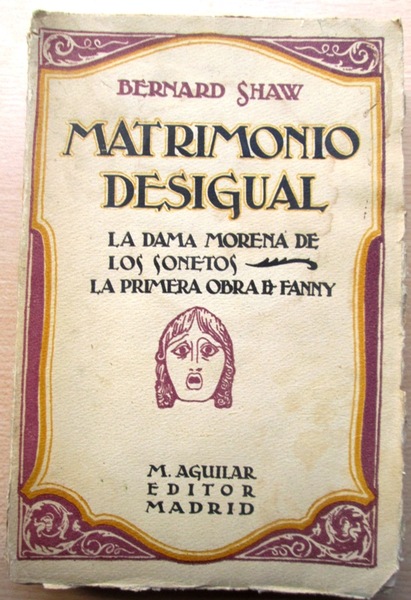 BERNARD SHAW
MATRIMONIO
DESIGUAL
LA DAMA MORENA DE
LOS SONETOS
LA PRIMERA OBRA DE FANNY
M. AGUILAR
EDITOR
MADRID